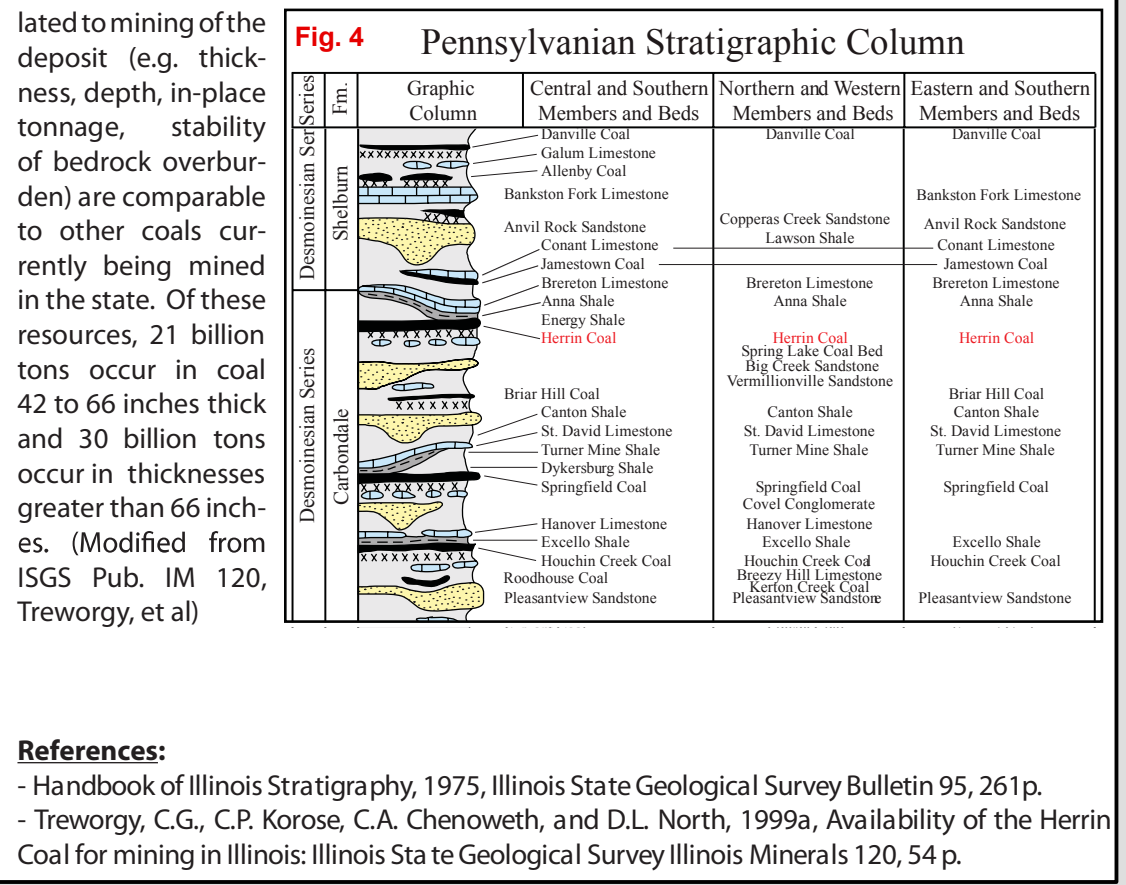 lated to mining of the
deposit (e.g. thick-
ness, depth, in-place
tonnage, stability
of bedrock overbur-
den) are comparable
to other coals cur-
rently being mined
in the state. Of these
resources, 21 billion
tons occur in coal
42 to 66 inches thick
and 30 billion tons
occur in thicknesses
greater than 66 inch-
es. (Modified from
ISGS Pub. IM 120,
Treworgy, et al)
Fig. 4
Pennsylvanian Stratigraphic Column
Series
Fm.
Graphic
Column
Central and Southern
Members and Beds
Northern and Western
Members and Beds
Eastern and Southern
Members and Beds
Desmoinesian Ser
Shelburn
Desmoinesian Series
Carbondale
Danville Coal
Galum Limestone
Allenby Coal
Bankston Fork Limestone
Anvil Rock Sandstone
Conant Limestone
Jamestown Coal
Brereton Limestone
Anna Shale
Energy Shale
Herrin Coal
Briar Hill Coal
Canton Shale
St. David Limestone
Turner Mine Shale
Dykersburg Shale
Springfield Coal
Hanover Limestone
Excello Shale
Houchin Creek Coal
Roodhouse Coal
Pleasantview Sandstone
Danville Coal
Copperas Creek Sandstone
Lawson Shale
Brereton Limestone
Anna Shale
Herrin Coal
Spring Lake Coal Bed
Big Creek Sandstone
Vermillionville Sandstone
Canton Shale
St. David Limestone
Turner Mine Shale
Springfield Coal
Covel Conglomerate
Hanover Limestone
Excello Shale
Houchin Creek Coal
Breezy Hill Limestone
Kerton Creek Coal
Pleasantview Sandstone
Danville Coal
Bankston Fork Limestone
Anvil Rock Sandstone
Conant Limestone
Jamestown Coal
Brereton Limestone
Anna Shale
Herrin Coal
Briar Hill Coal
Canton Shale
St. David Limestone
Turner Mine Shale
Springfield Coal
Excello Shale
Houchin Creek Coal
Pleasantview Sandstone
References:
- Handbook of Illinois Stratigraphy, 1975, Illinois State Geological Survey Bulletin 95, 261p.
- Treworgy, C.G., C.P. Korose, C.A. Chenoweth, and D.L. North, 1999a, Availability of the Herrin
Coal for mining in Illinois: Illinois State Geological Survey Illinois Minerals 120, 54 p.